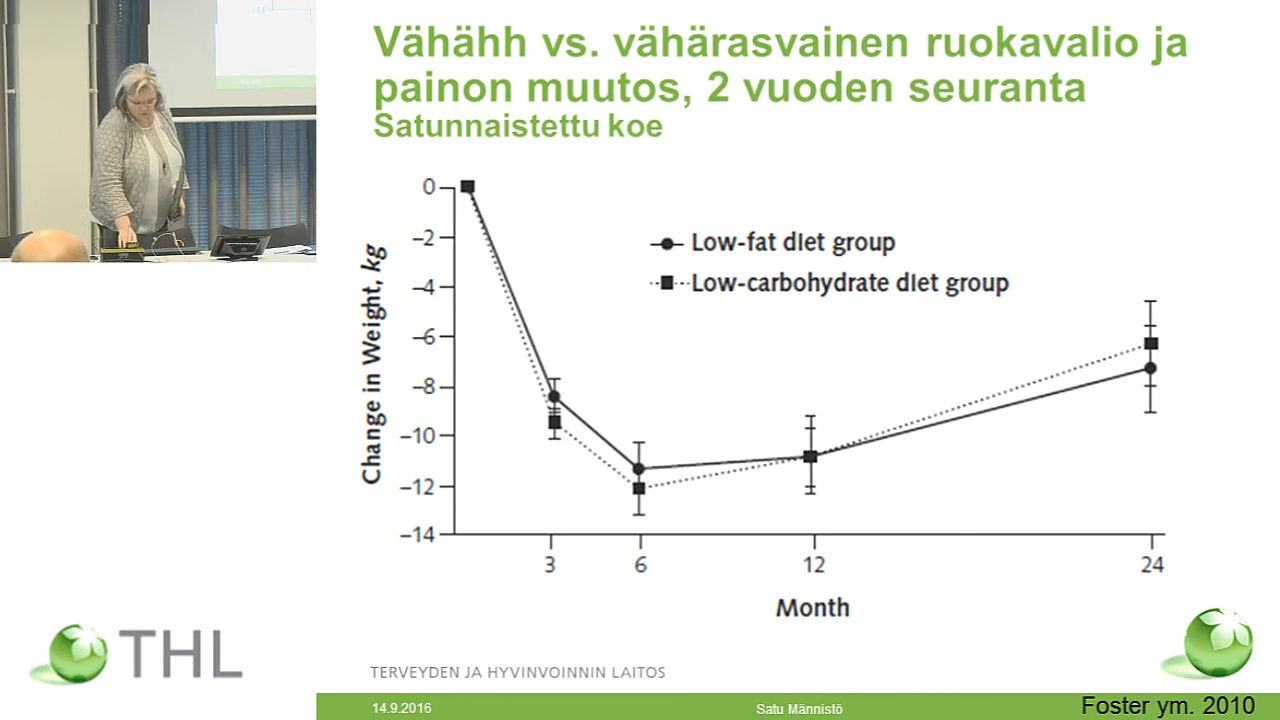 Vähähh vs. vähärasvainen ruokavalio ja
painon muutos, 2 vuoden seuranta
Satunnaistettu koe
0
–2
–4
–6
–8
–10
–12
–14
Change in Weight, kg
Low-fat diet group
Low-carbohydrate diet group
3 6 12 24
Month
THL
TERVEYDEN JA HYVINVOINNIN LAITOS
14.9.2016 Satu Männistö Foster ym. 2010